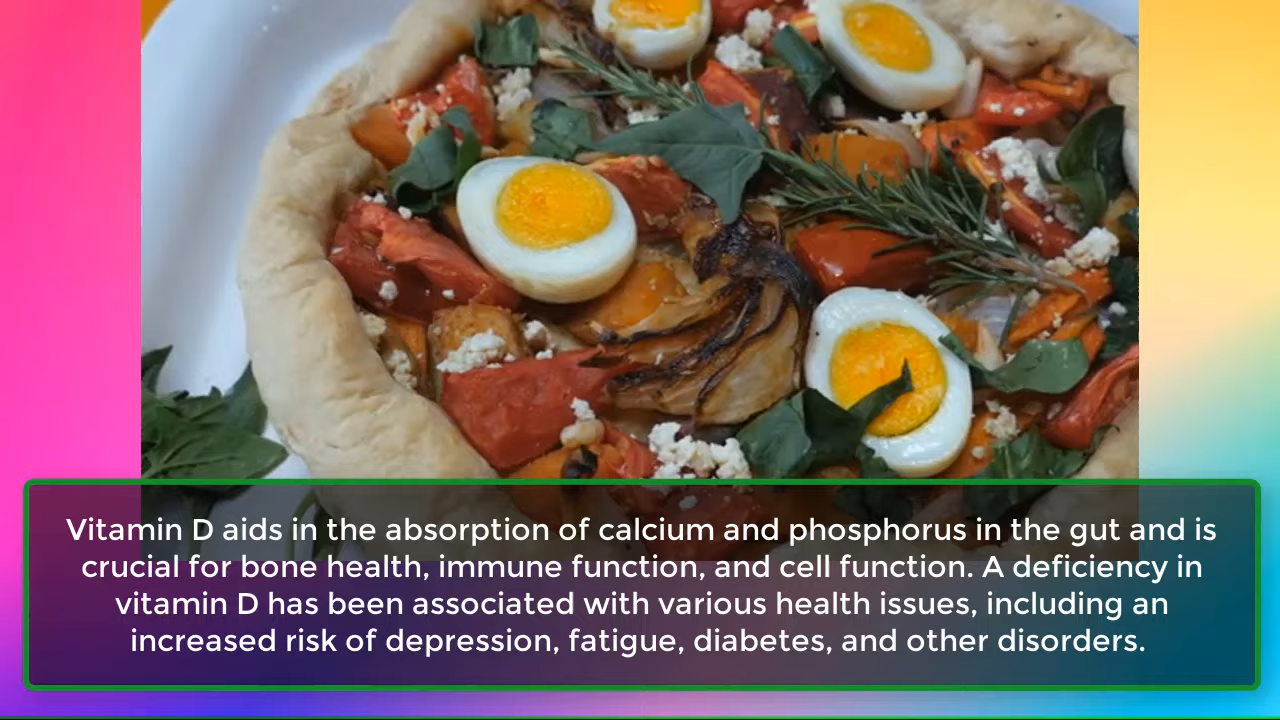 Vitamin D aids in the absorption of calcium and phosphorus in the gut and is
crucial for bone health, immune function, and cell function. A deficiency in
vitamin D has been associated with various health issues, including an
increased risk of depression, fatigue, diabetes, and other disorders.